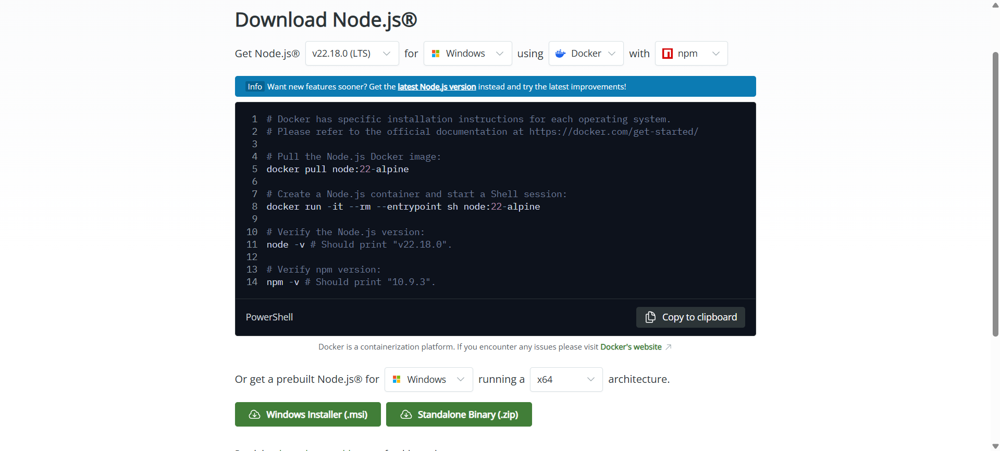 Download Node.js®
Get Node.js® v22.18.0 (LTS) for Windows using Docker with npm
Info Want new features sooner? Get the latest Node.js version instead and try the latest improvements!
1 # Docker has specific installation instructions for each operating system.
2 # Please refer to the official documentation at https://docker.com/get-started/
3
4 # Pull the Node.js Docker image:
5 docker pull node:22-alpine
6
7 # Create a Node.js container and start a Shell session:
8 docker run -it --rm --entrypoint sh node:22-alpine
9
10 # Verify the Node.js version:
11 node -v # Should print "v22.18.0".
12
13 # Verify npm version:
14 npm -v # Should print "10.9.3".
PowerShell Copy to clipboard
Docker is a containerization platform. If you encounter any issues please visit Docker's website
Or get a prebuilt Node.js® for Windows running a x64 architecture.
Windows Installer (.msi) Standalone Binary (.zip)